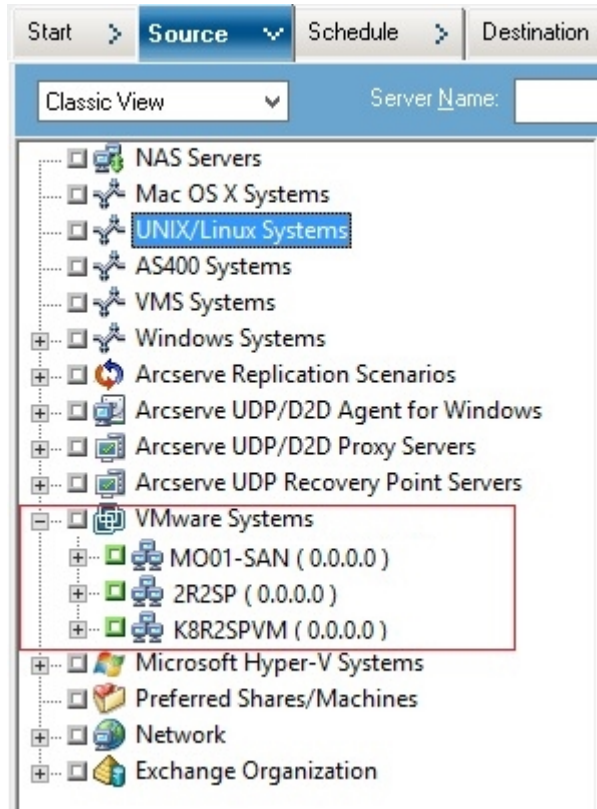 Start > Source Schedule > Destination
Classic View Server Name:
NAS Servers
Mac OS X Systems
UNIX/Linux Systems
AS400 Systems
VMS Systems
Windows Systems
Arcserve Replication Scenarios
Arcserve UDP/D2D Agent for Windows
Arcserve UDP/D2D Proxy Servers
Arcserve UDP Recovery Point Servers
VMware Systems
MO01-SAN ( 0.0.0.0 )
2R2SP ( 0.0.0.0 )
K8R2SPVM ( 0.0.0.0 )
Microsoft Hyper-V Systems
Preferred Shares/Machines
Network
Exchange Organization